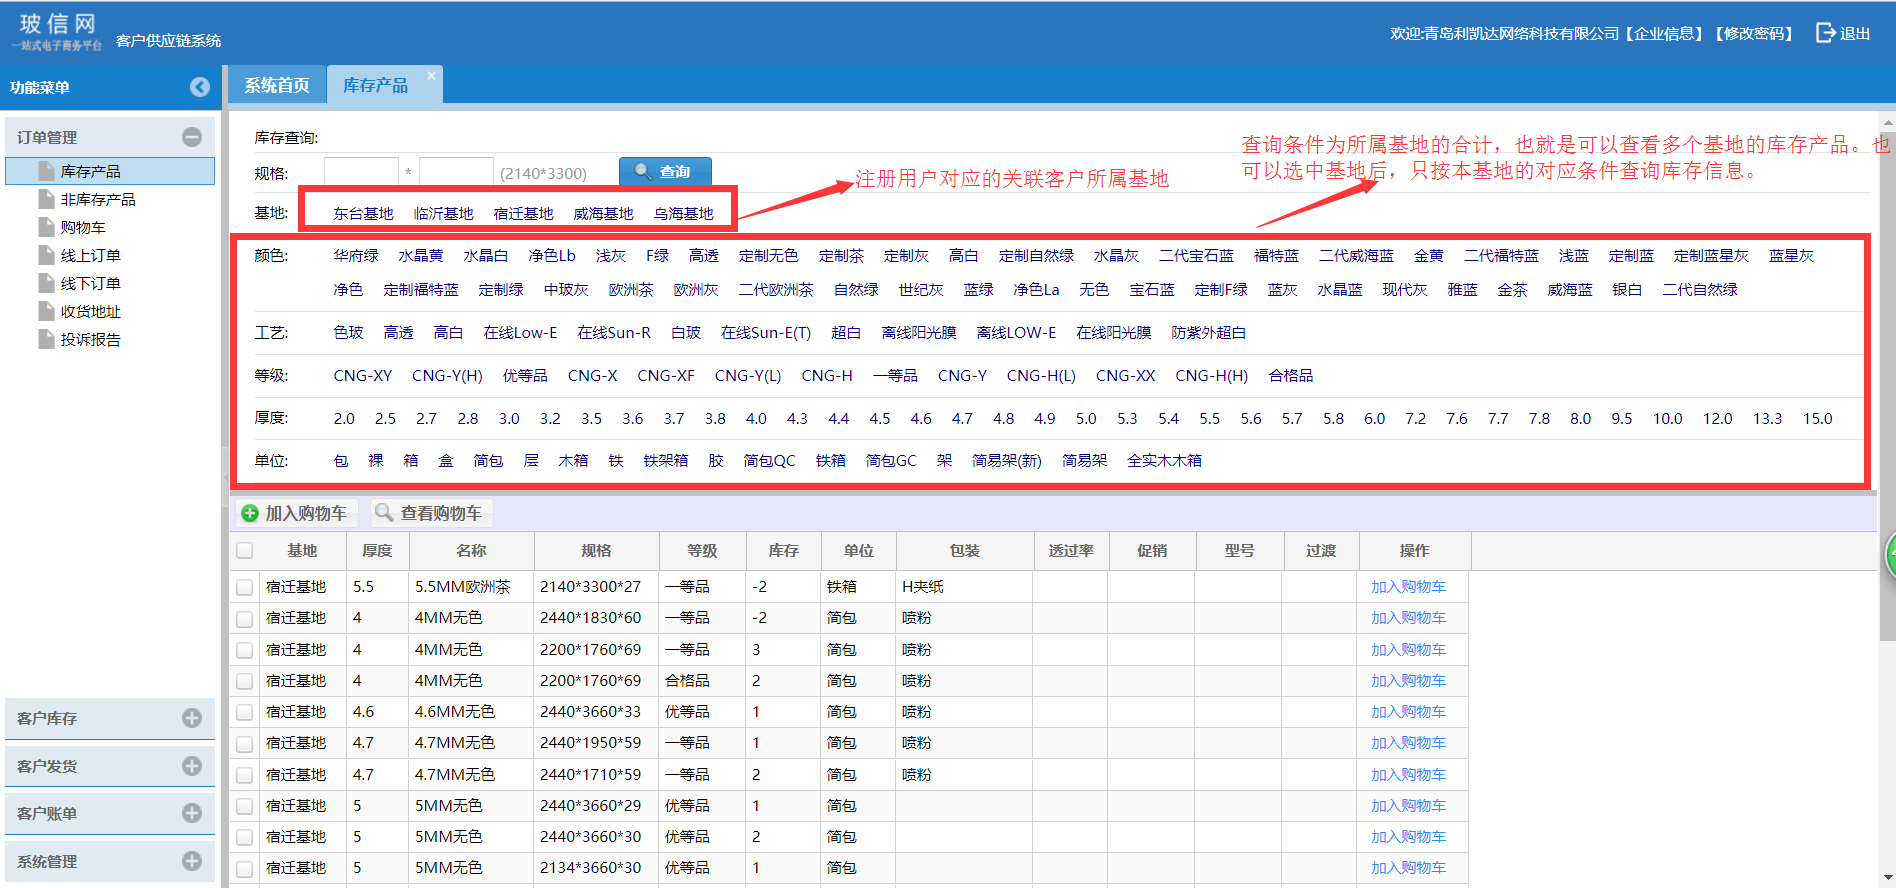 玻信网
一站式电子商务平台
客户供应链系统
欢迎:青岛利凯达网络科技有限公司【企业信息】【修改密码】 退出
功能菜单
系统首页 库存产品
订单管理
库存产品
非库存产品
购物车
线上订单
线下订单
收货地址
投诉报告
客户库存
客户发货
客户账单
系统管理
库存查询:
规格: * (2140*3300) 查询
注册用户对应的关联客户所属基地
查询条件为所属基地的合计，也就是可以查看多个基地的库存产品。也
可以选中基地后，只按本基地的对应条件查询库存信息。
基地: 东台基地 临沂基地 宿迁基地 威海基地 乌海基地
颜色: 华府绿 水晶黄 水晶白 净色Lb 浅灰 F绿 高透 定制无色 定制茶 定制灰 高白 定制自然绿 水晶灰 二代宝石蓝 福特蓝 二代威海蓝 金黄 二代福特蓝 浅蓝 定制蓝 定制蓝星灰 蓝星灰
净色 定制福特蓝 定制绿 中玻灰 欧洲茶 欧洲灰 二代欧洲茶 自然绿 世纪灰 蓝绿 净色La 无色 宝石蓝 定制F绿 蓝灰 水晶蓝 现代灰 雅蓝 金茶 威海蓝 银白 二代自然绿
工艺: 色玻 高透 高白 在线Low-E 在线Sun-R 白玻 在线Sun-E(T) 超白 离线阳光膜 离线LOW-E 在线阳光膜 防紫外超白
等级: CNG-XY CNG-Y(H) 优等品 CNG-X CNG-XF CNG-Y(L) CNG-H 一等品 CNG-Y CNG-H(L) CNG-XX CNG-H(H) 合格品
厚度: 2.0 2.5 2.7 2.8 3.0 3.2 3.5 3.6 3.7 3.8 4.0 4.3 4.4 4.5 4.6 4.7 4.8 4.9 5.0 5.3 5.4 5.5 5.6 5.7 5.8 6.0 7.2 7.6 7.7 7.8 8.0 9.5 10.0 12.0 13.3 15.0
单位: 包 裸 箱 盒 简包 层 木箱 铁 铁架箱 胶 简包QC 铁箱 简包GC 架 简易架(新) 简易架 全实木木箱
加入购物车 查看购物车
基地 厚度 名称 规格 等级 库存 单位 包装 透过率 促销 型号 过渡 操作
宿迁基地 5.5 5.5MM欧洲茶 2140*3300*27 一等品 -2 铁箱 H夹纸 加入购物车
宿迁基地 4 4MM无色 2440*1830*60 一等品 -2 简包 喷粉 加入购物车
宿迁基地 4 4MM无色 2200*1760*69 一等品 3 简包 喷粉 加入购物车
宿迁基地 4 4MM无色 2200*1760*69 合格品 2 简包 喷粉 加入购物车
宿迁基地 4.6 4.6MM无色 2440*3660*33 优等品 1 简包 喷粉 加入购物车
宿迁基地 4.7 4.7MM无色 2440*1950*59 一等品 1 简包 喷粉 加入购物车
宿迁基地 4.7 4.7MM无色 2440*1710*59 一等品 2 简包 喷粉 加入购物车
宿迁基地 5 5MM无色 2440*3660*29 优等品 1 简包 加入购物车
宿迁基地 5 5MM无色 2440*3660*30 优等品 2 简包 加入购物车
宿迁基地 5 5MM无色 2134*3660*30 优等品 1 简包 加入购物车